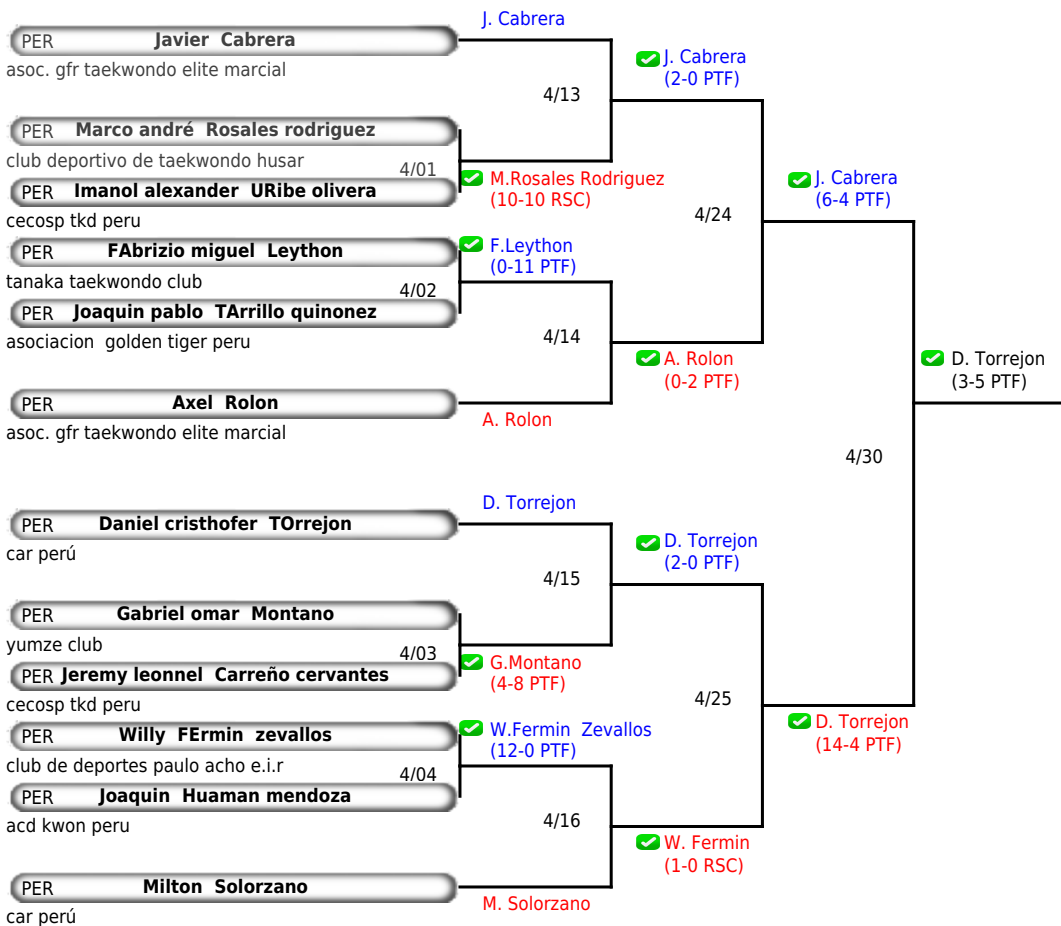 J. Cabrera
PER Javier Cabrera
asoc. gfr taekwondo elite marcial
J. Cabrera
(2-0 PTF)
4/13
PER Marco andré Rosales rodriguez
club deportivo de taekwondo husar
4/01
M.Rosales Rodriguez
(10-10 RSC)
PER Imanol alexander URibe olivera
cecosp tkd peru
J. Cabrera
(6-4 PTF)
4/24
PER FAbrizio miguel Leython
F.Leython
(0-11 PTF)
tanaka taekwondo club
4/02
PER Joaquin pablo TArrillo quinonez
asociacion golden tiger peru
4/14
A. Rolon
(0-2 PTF)
D. Torrejon
(3-5 PTF)
PER Axel Rolon
A. Rolon
asoc. gfr taekwondo elite marcial
4/30
D. Torrejon
PER Daniel cristhofer TOrrejon
car perú
D. Torrejon
(2-0 PTF)
4/15
PER Gabriel omar Montano
yumze club
4/03
G.Montano
(4-8 PTF)
PER Jeremy leonnel Carreño cervantes
cecosp tkd peru
4/25
D. Torrejon
(14-4 PTF)
PER Willy FErmin zevallos
W.Fermin Zevallos
(12-0 PTF)
club de deportes paulo acho e.i.r
4/04
PER Joaquin Huaman mendoza
acd kwon peru
4/16
W. Fermin
(1-0 RSC)
PER Milton Solorzano
M. Solorzano
car perú